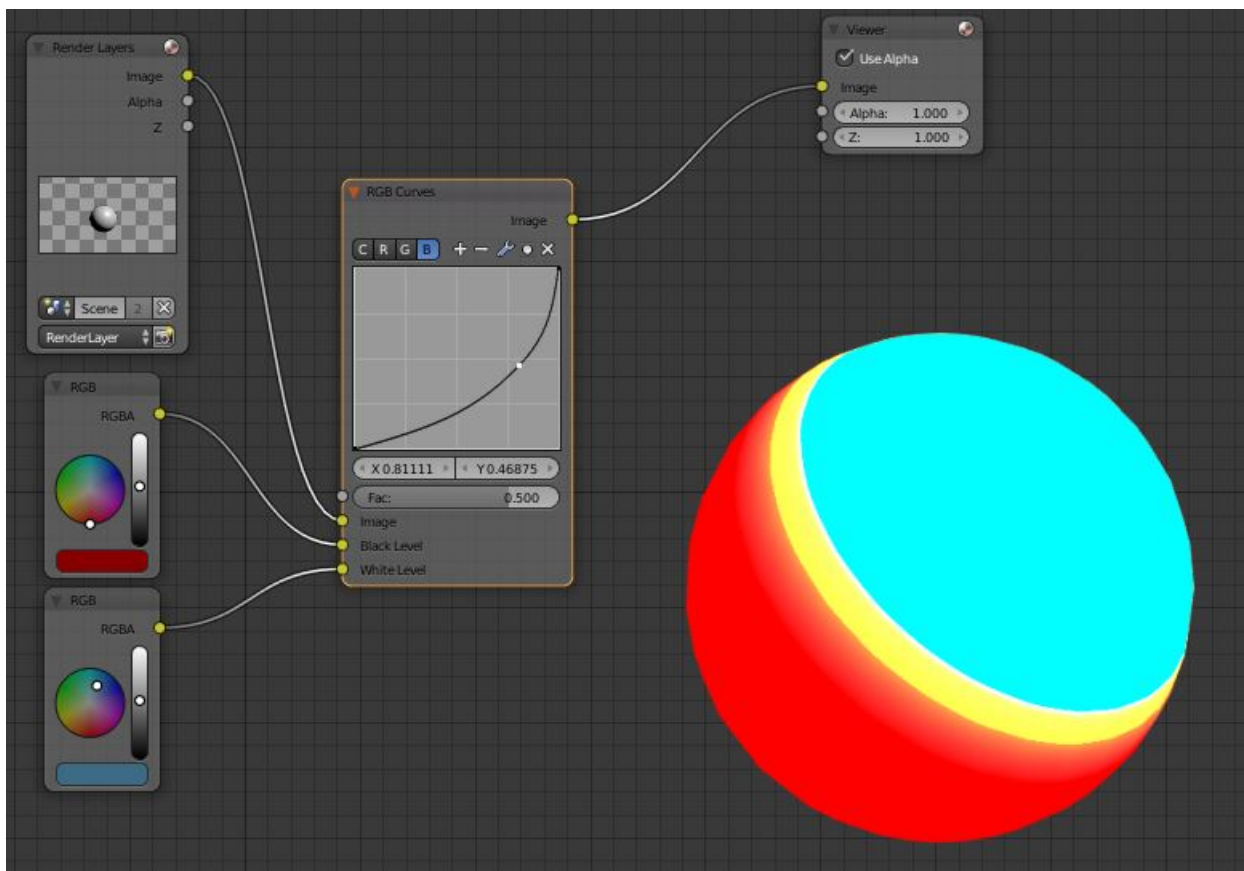 Render Layers
Image
Alpha
Z
Scene 2
RenderLayer
RGB
RGBA
RGB
RGBA
RGB Curves
Image
C R G B
X 0.81111 Y 0.46875
Fac: 0.500
Image
Black Level
White Level
Viewer
Use Alpha
Image
Alpha: 1.000
Z: 1.000